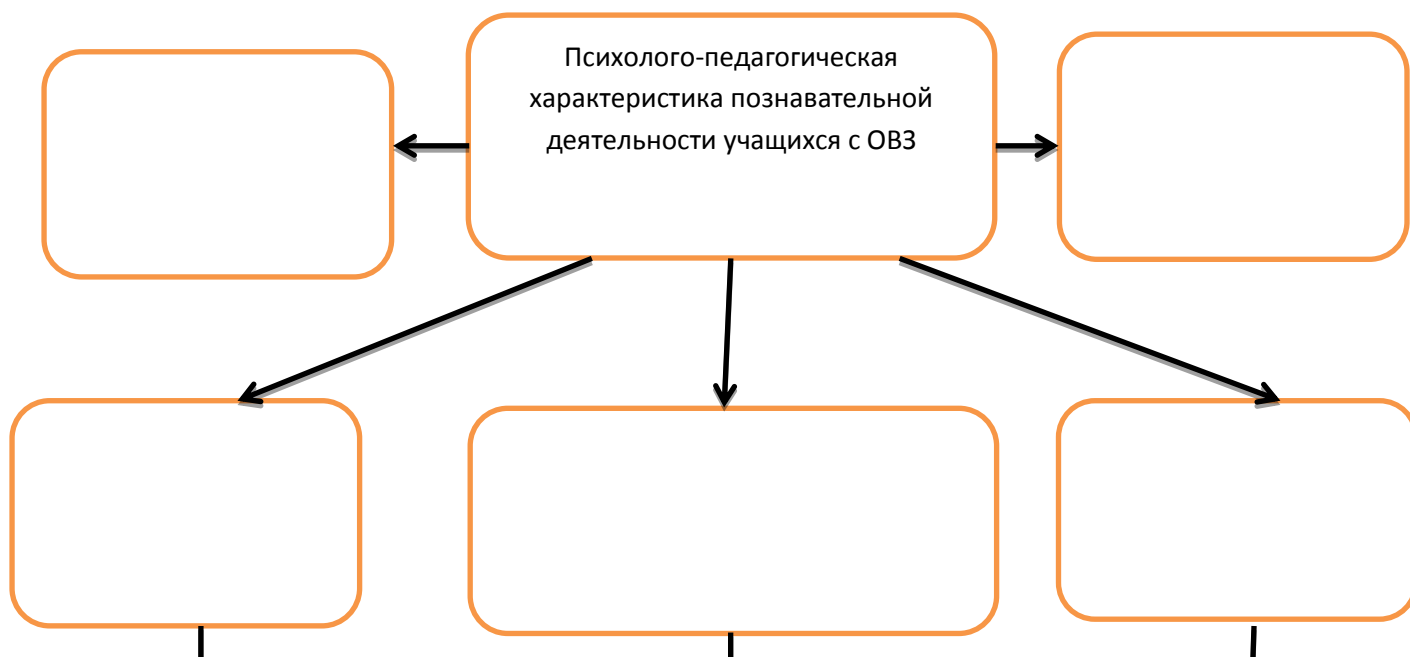 Психолого-педагогическая
характеристика познавательной
деятельности учащихся с ОВЗ